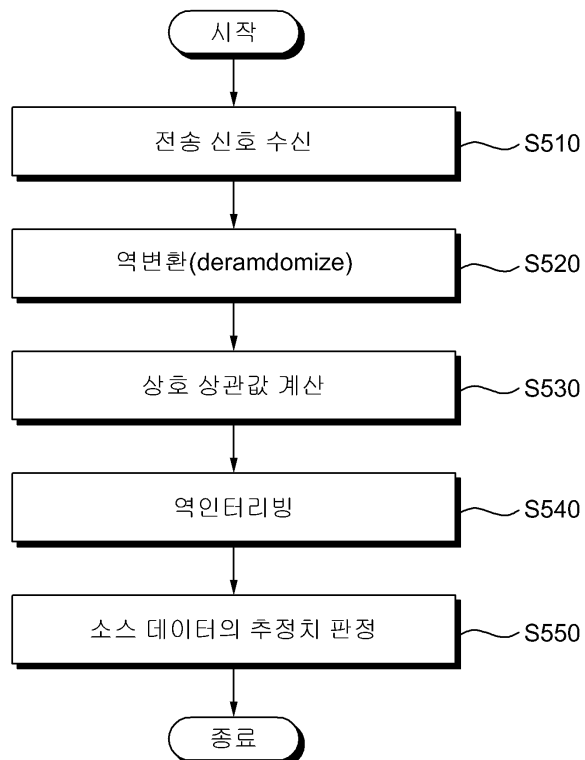 시작
전송 신호 수신
S510
역변환(deramdomize)
S520
상호 상관값 계산
S530
역인터리빙
S540
소스 데이터의 추정치 판정
S550
종료